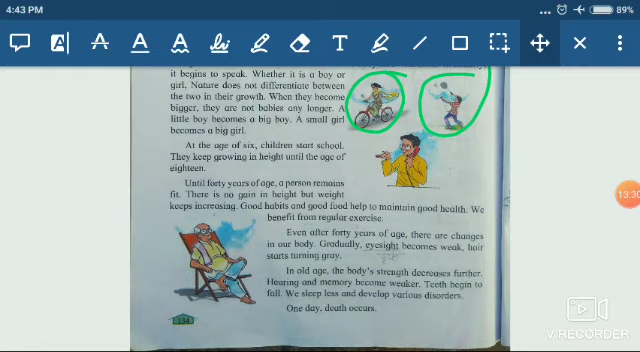 4:43 PM
89%
it begins to speak. Whether it is a boy or
girl, Nature does not differentiate between
the two in their growth. When they become
bigger, they are not babies any longer. A
little boy becomes a big boy. A small girl
becomes a big girl.
At the age of six, children start school.
They keep growing in height until the age of
eighteen.
Until forty years of age, a person remains
fit. There is no gain in height but weight
keeps increasing. Good habits and good food help to maintain good health. We
benefit from regular exercise.
Even after forty years of age, there are changes
in our body. Gradually, eyesight becomes weak, hair
starts turning gray.
In old age, the body's strength decreases further.
Hearing and memory become weaker. Teeth begin to
fall. We sleep less and develop various disorders.
One day, death occurs.
134
13:30
V RECORDER